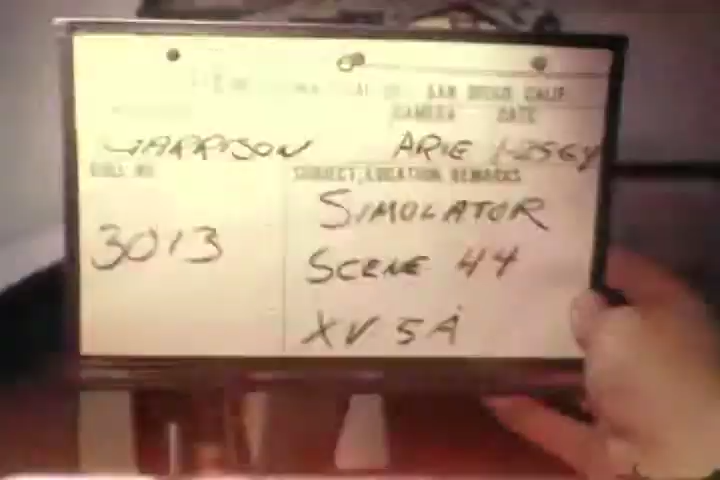 SAN DIEGO CALIF
CAMERA DATE
HARRISON ARIE 1-25-64
ROLL NO SUBJECT, LOCATION REMARKS
SIMOLATOR
3013
SCENE 44
XV 5A